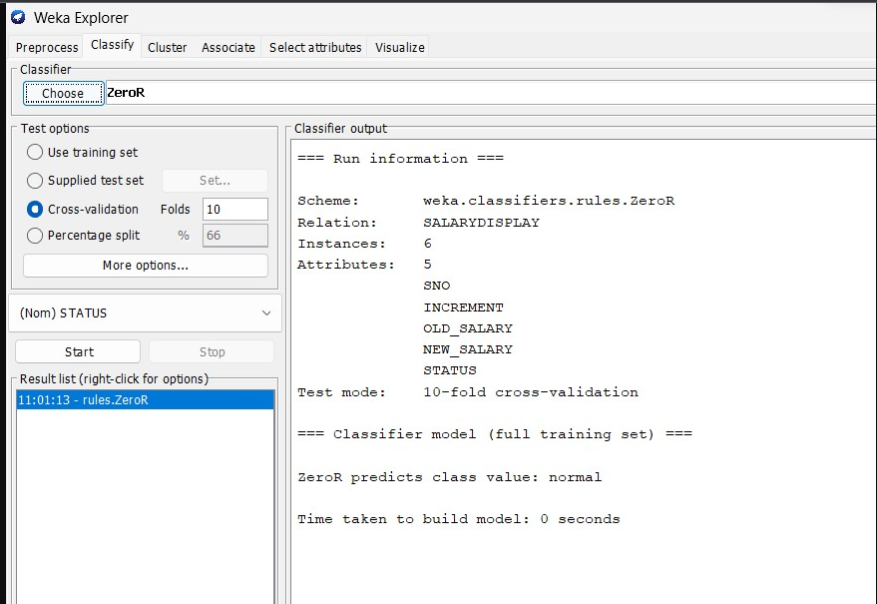 Weka Explorer
Preprocess Classify Cluster Associate Select attributes Visualize
Classifier
Choose ZeroR
Test options
Use training set
Supplied test set Set...
Cross-validation Folds 10
Percentage split % 66
More options...
(Nom) STATUS
Start Stop
Result list (right-click for options)
11:01:13 - rules.ZeroR
Classifier output
=== Run information ===
Scheme: weka.classifiers.rules.ZeroR
Relation: SALARYDISPLAY
Instances: 6
Attributes: 5
SNO
INCREMENT
OLD_SALARY
NEW_SALARY
STATUS
Test mode: 10-fold cross-validation
=== Classifier model (full training set) ===
ZeroR predicts class value: normal
Time taken to build model: 0 seconds